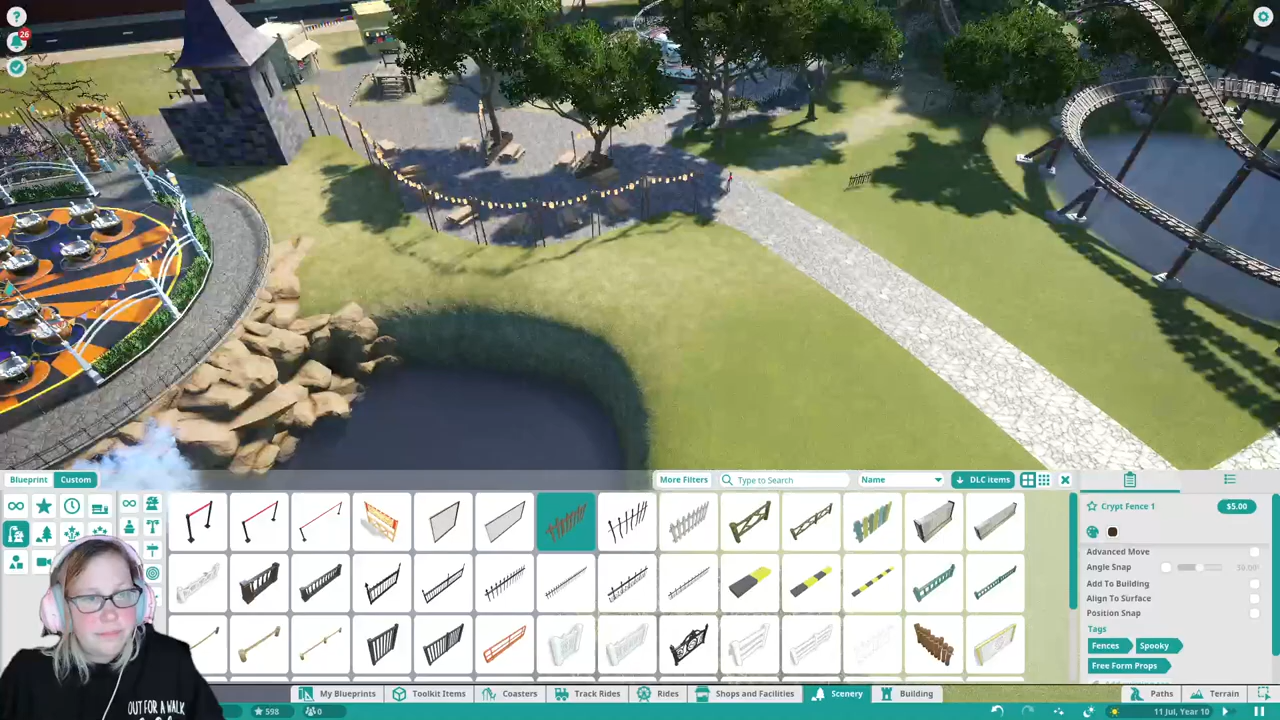 26
Blueprint
Custom
More Filters
Type to Search
Name
DLC items
Crypt Fence 1
$5.00
Advanced Move
Angle Snap
Add To Building
Align To Surface
Position Snap
Tags
Fences
Spooky
Free Form Props
My Blueprints
Toolkit Items
Coasters
Track Rides
Rides
Shops and Facilities
Scenery
Building
Paths
Terrain
OUT FOR A WALK
598
0
11 Jul, Year 10